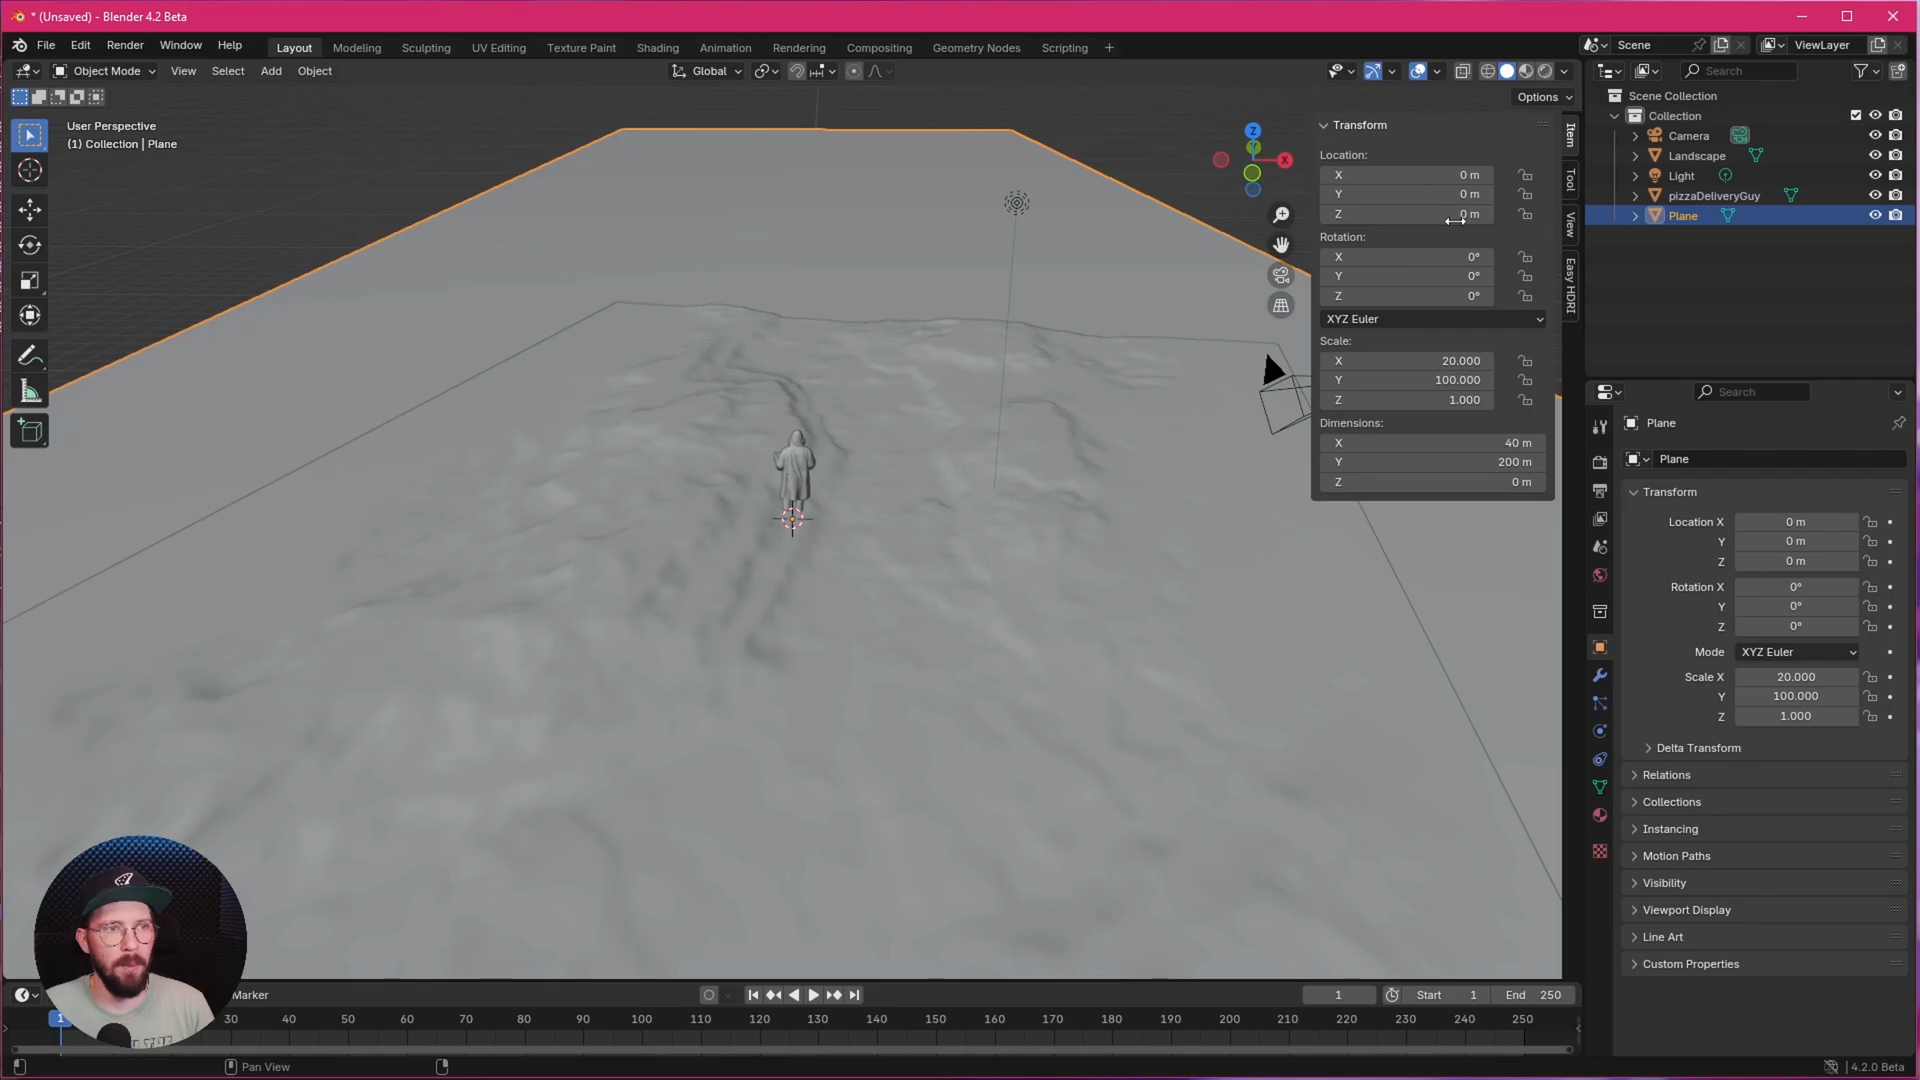 * (Unsaved) - Blender 4.2 Beta
File Edit Render Window Help Layout Modeling Sculpting UV Editing Texture Paint Shading Animation Rendering Compositing Geometry Nodes Scripting + Scene ViewLayer
Object Mode View Select Add Object Global Search
Options
User Perspective
(1) Collection | Plane
Scene Collection
Collection
Camera
Landscape
Light
pizzaDeliveryGuy
Plane
Z
Y
X
Transform
Location:
X 0 m
Y 0 m
Z 0 m
Rotation:
X 0°
Y 0°
Z 0°
XYZ Euler
Scale:
X 20.000
Y 100.000
Z 1.000
Dimensions:
X 40 m
Y 200 m
Z 0 m
Item
Tool
View
Easy HDRI
Search
Plane
Plane
Transform
Location X 0 m
Y 0 m
Z 0 m
Rotation X 0°
Y 0°
Z 0°
Mode XYZ Euler
Scale X 20.000
Y 100.000
Z 1.000
Delta Transform
Relations
Collections
Instancing
Motion Paths
Visibility
Viewport Display
Line Art
Custom Properties
Marker 1 Start 1 End 250
1 30 40 50 60 70 80 90 100 110 120 130 140 150 160 170 180 190 200 210 220 230 240 250
Pan View 4.2.0 Beta